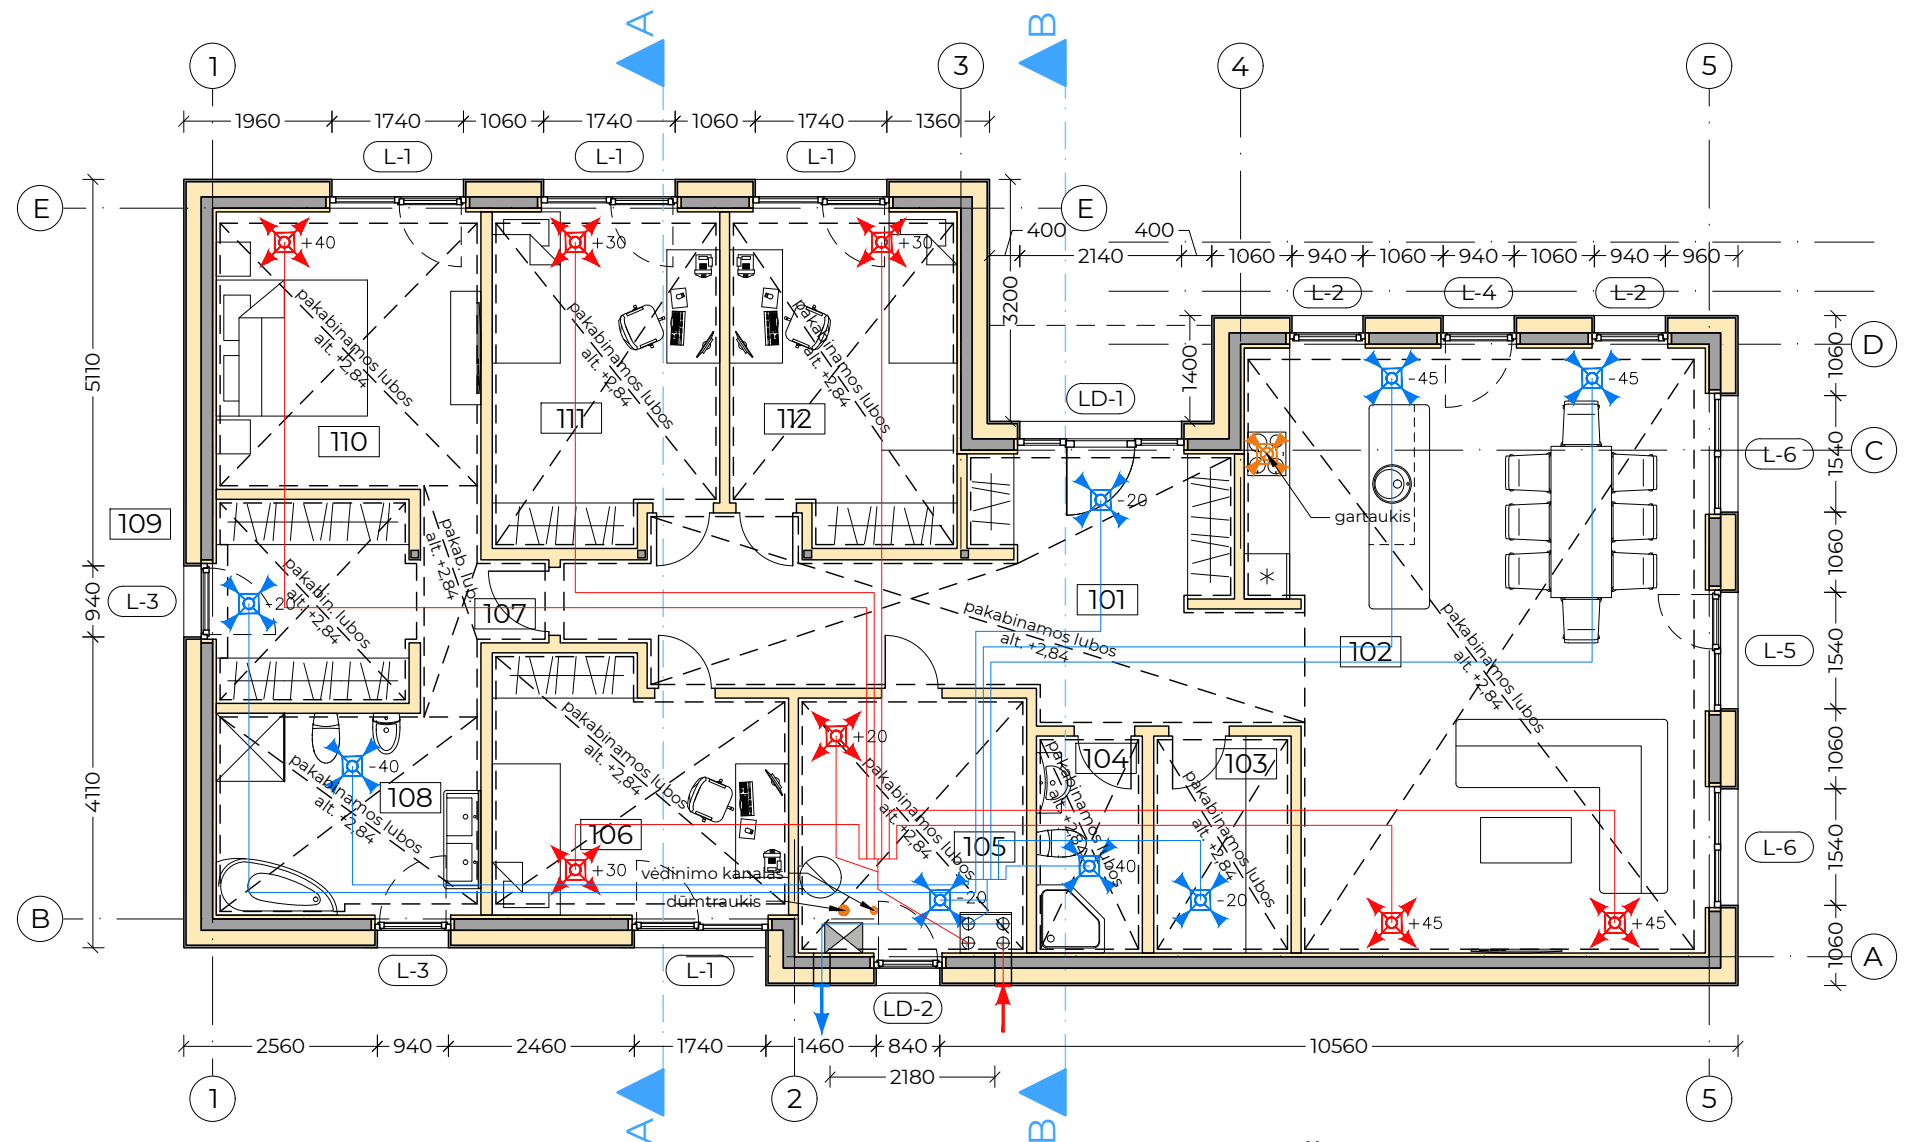 A
B
1
3
4
5
1960
1740
1060
1740
1060
1740
1360
L-1
L-1
L-1
E
E
400
2140
400
1060
940
1060
940
1060
940
960
L-2
L-4
L-2
3200
1400
5110
940
4110
D
C
A
B
1060
1540
1060
1540
1060
1540
1060
L-6
L-5
L-6
LD-1
+40
+30
+30
-45
-45
-20
-20
-40
+20
+30
-20
-40
-20
+45
+45
pakabinamos lubos
alt. +2,84
pakabinamos lubos
alt. +2,84
pakabinamos lubos
alt. +2,84
110
111
112
109
L-3
pakab. lub.
alt. +2,84
pakabin. lubos
alt. +2,84
107
101
pakabinamos lubos
alt. +2,84
gartaukis
102
pakabinamos lubos
alt. +2,84
pakabinamos lubos
alt. +2,84
108
pakabinamos lubos
alt. +2,84
106
vėdinimo kanalas
dūmtraukis
pakabinamos lubos
alt. +2,84
105
104
pakabinamos lubos
alt. +2,84
103
pakabinamos lubos
alt. +2,84
L-3
L-1
LD-2
2560
940
2460
1740
1460
840
10560
2180
1
2
5
A
B